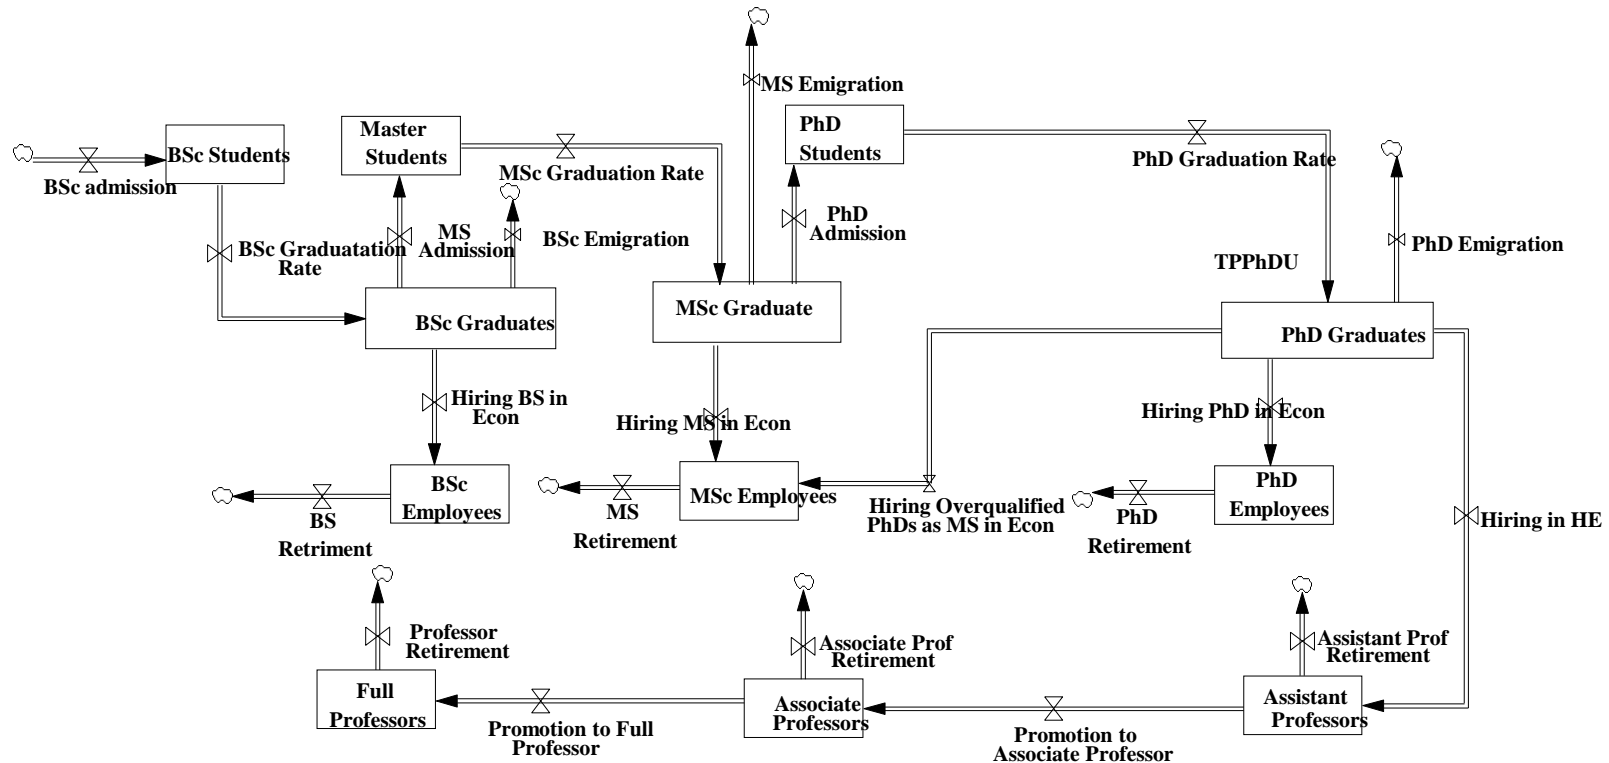 MS Emigration
Master
Students
PhD
Students
BSc Students
MSc Graduation Rate
PhD Graduation Rate
BSc admission
PhD
Admission
MS
Admission
BSc Emigration
BSc Graduatation
Rate
PhD Emigration
TPPhDU
MSc Graduate
BSc Graduates
PhD Graduates
Hiring BS in
Econ
Hiring MS in Econ
Hiring PhD in Econ
BSc
Employees
MSc Employees
PhD
Employees
Hiring Overqualified
PhDs as MS in Econ
BS
Retriment
MS
Retirement
PhD
Retirement
Hiring in HE
Professor
Retirement
Associate Prof
Retirement
Assistant Prof
Retirement
Full
Professors
Associate
Professors
Assistant
Professors
Promotion to Full
Professor
Promotion to
Associate Professor